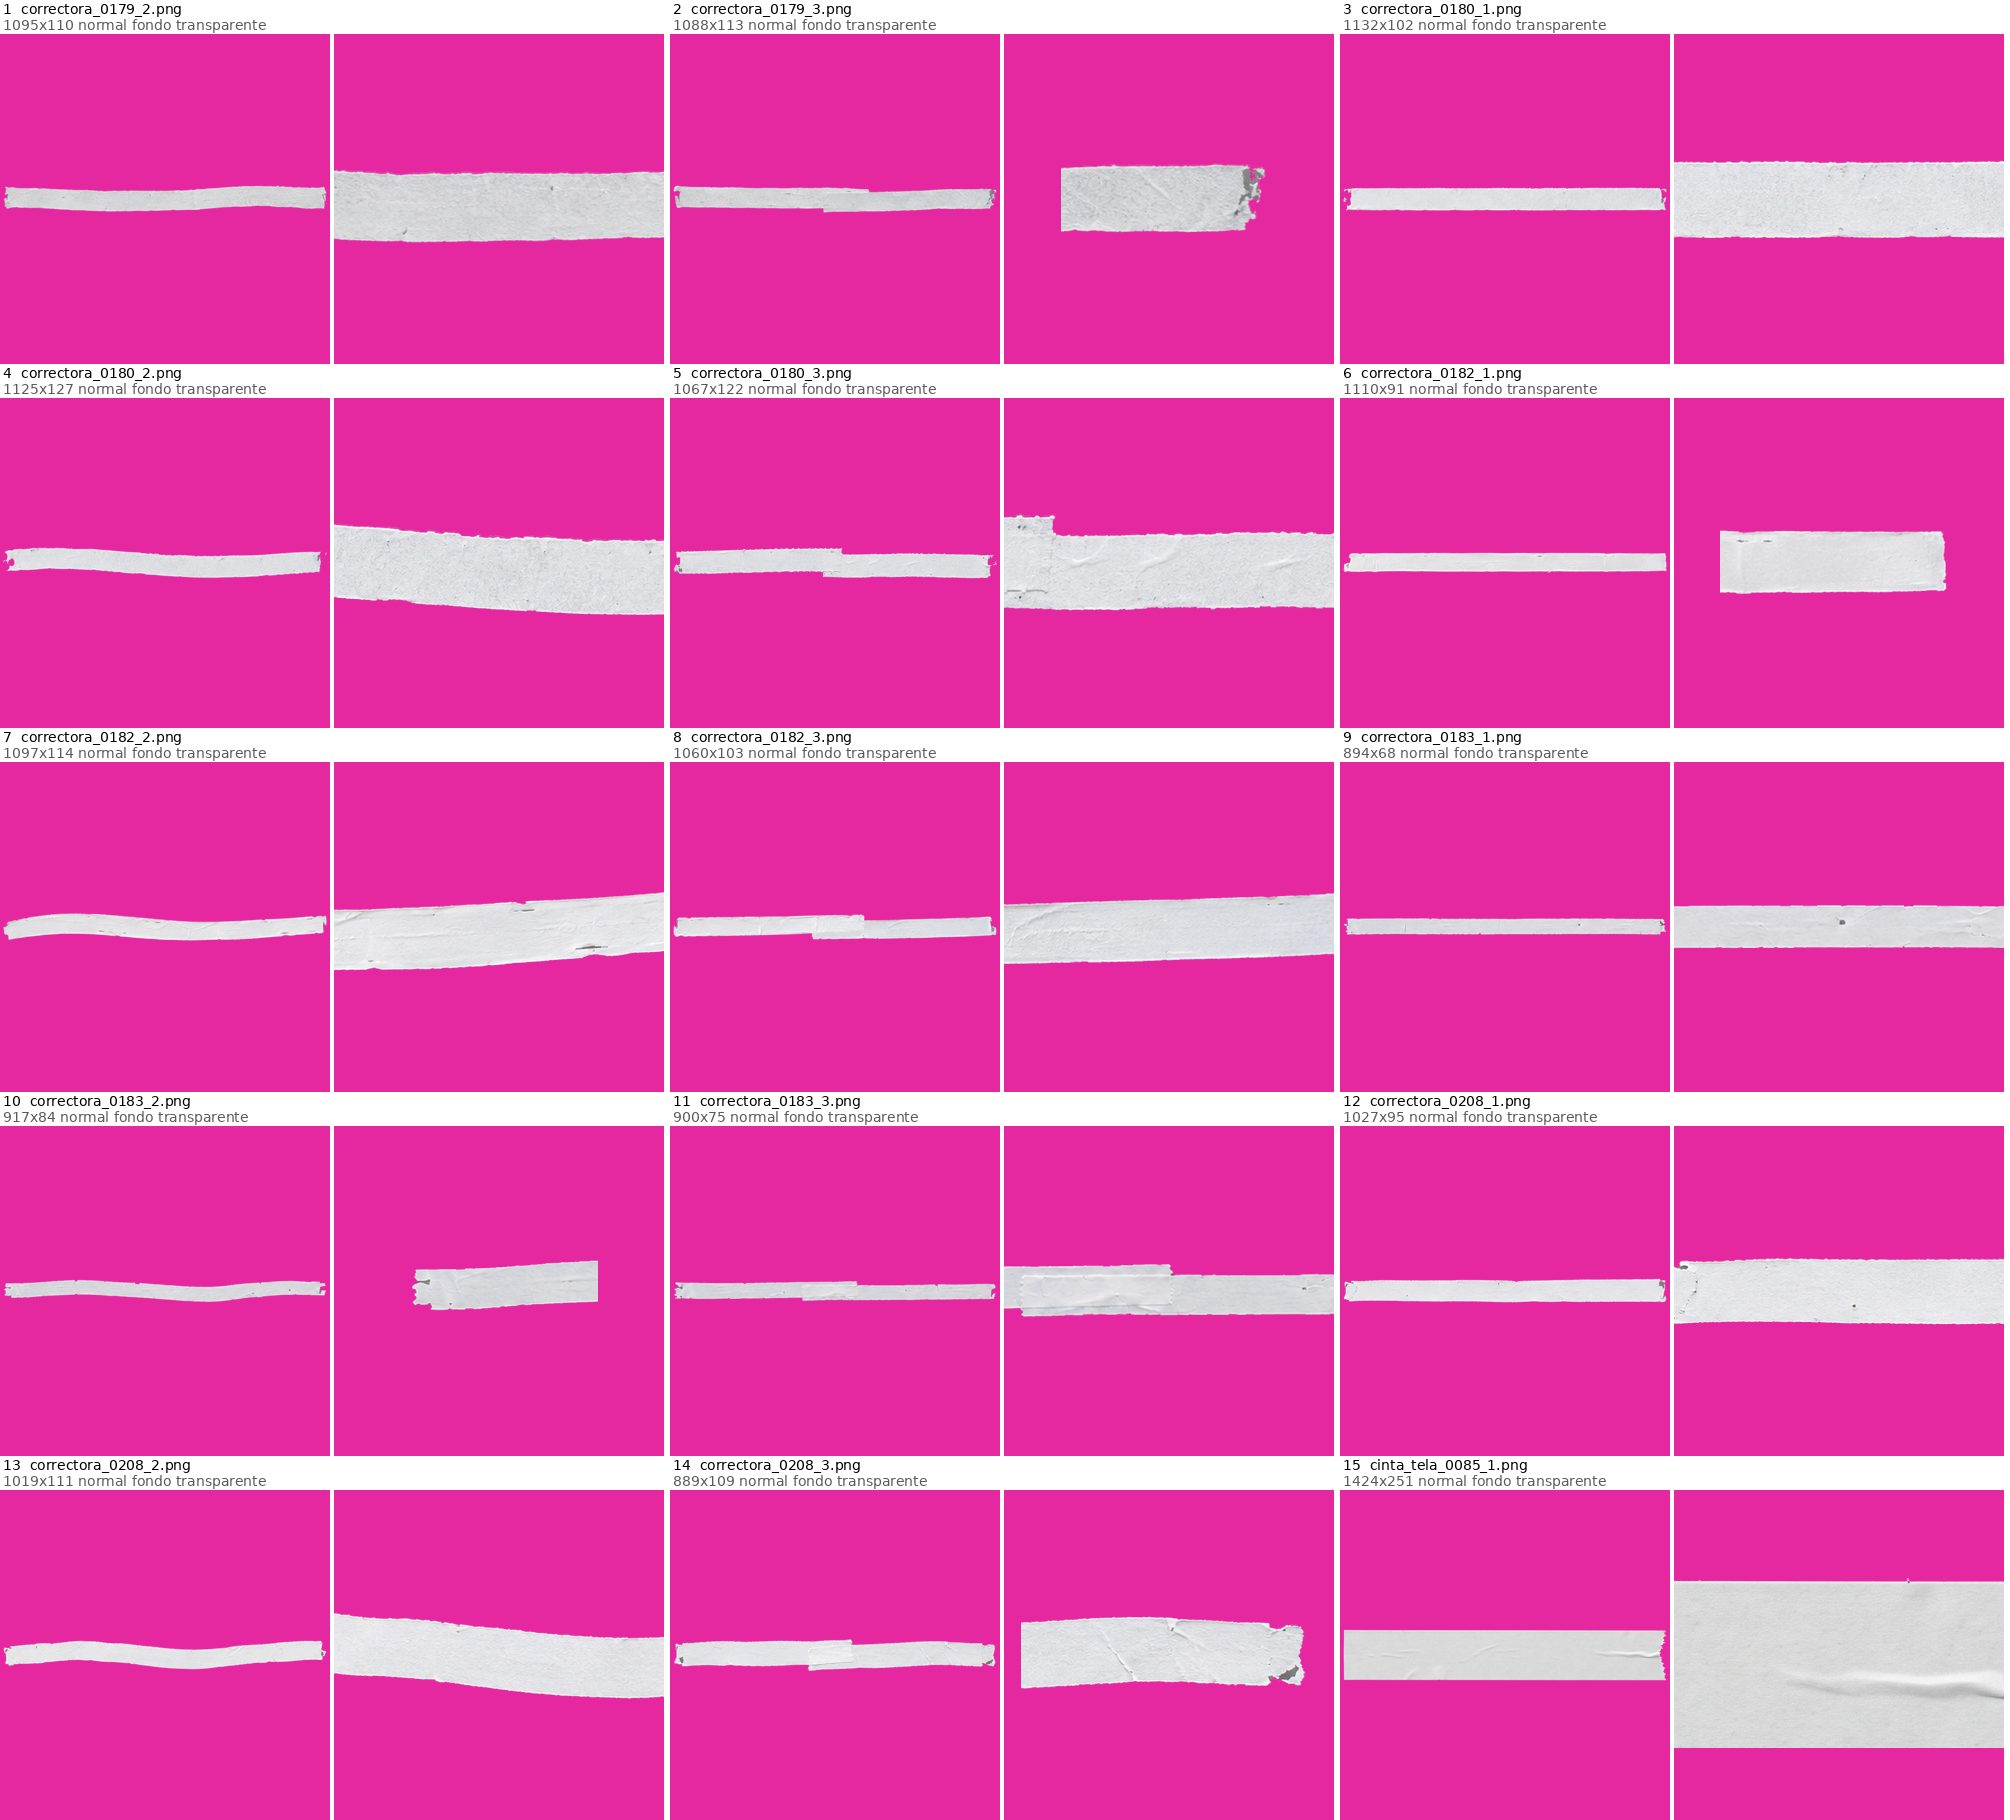 1 correctora_0179_2.png
1095x110 normal fondo transparente
2 correctora_0179_3.png
1088x113 normal fondo transparente
3 correctora_0180_1.png
1132x102 normal fondo transparente
4 correctora_0180_2.png
1125x127 normal fondo transparente
5 correctora_0180_3.png
1067x122 normal fondo transparente
6 correctora_0182_1.png
1110x91 normal fondo transparente
7 correctora_0182_2.png
1097x114 normal fondo transparente
8 correctora_0182_3.png
1060x103 normal fondo transparente
9 correctora_0183_1.png
894x68 normal fondo transparente
10 correctora_0183_2.png
917x84 normal fondo transparente
11 correctora_0183_3.png
900x75 normal fondo transparente
12 correctora_0208_1.png
1027x95 normal fondo transparente
13 correctora_0208_2.png
1019x111 normal fondo transparente
14 correctora_0208_3.png
889x109 normal fondo transparente
15 cinta_tela_0085_1.png
1424x251 normal fondo transparente